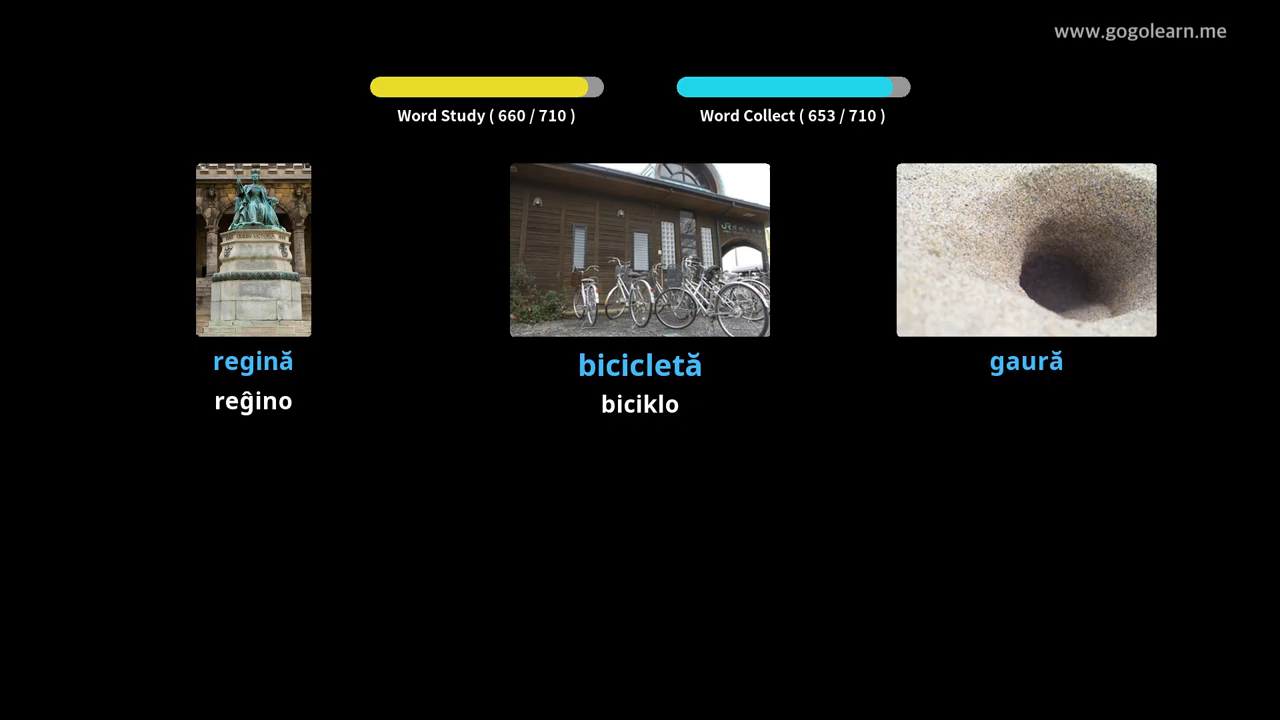 www.gogolearn.me
Word Study ( 660 / 710 )
Word Collect ( 653 / 710 )
regină
reĝino
bicicletă
biciklo
gaură